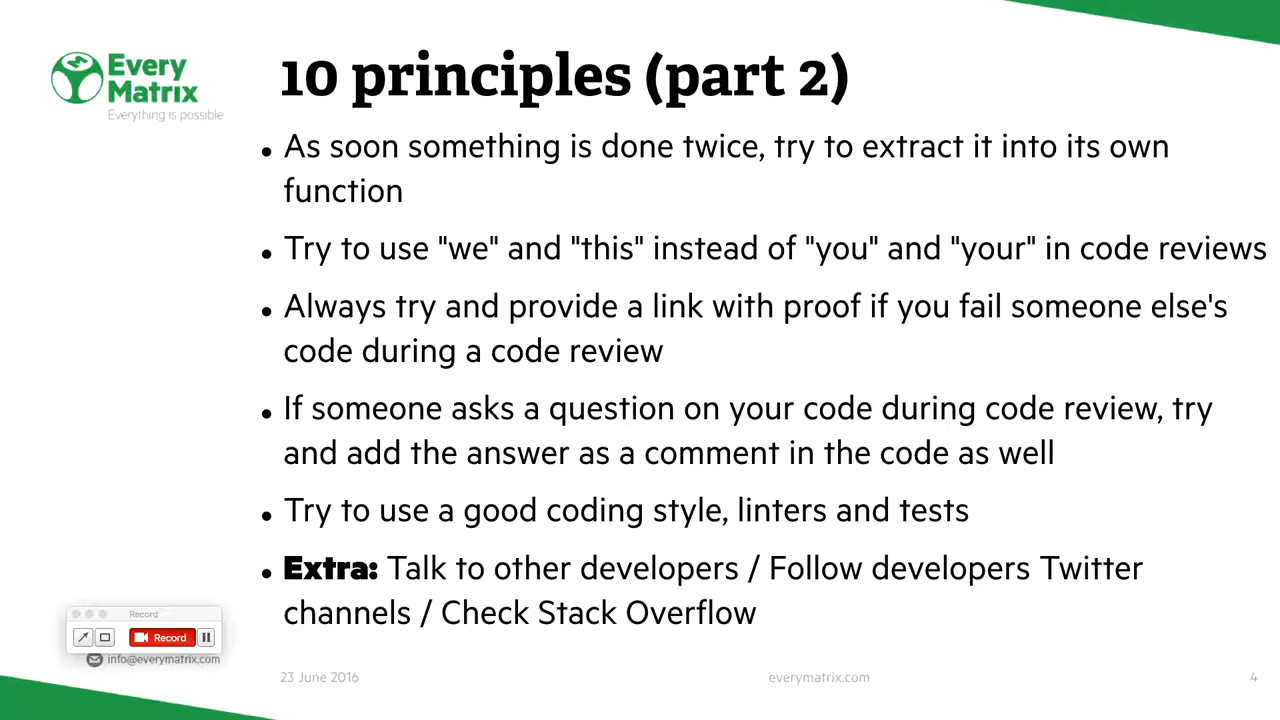 Every
Matrix
Everything is possible
10 principles (part 2)
• As soon something is done twice, try to extract it into its own
function
• Try to use "we" and "this" instead of "you" and "your" in code reviews
• Always try and provide a link with proof if you fail someone else's
code during a code review
• If someone asks a question on your code during code review, try
and add the answer as a comment in the code as well
• Try to use a good coding style, linters and tests
• Extra: Talk to other developers / Follow developers Twitter
channels / Check Stack Overflow
Record
Record
info@everymatrix.com
23 June 2016
everymatrix.com
4